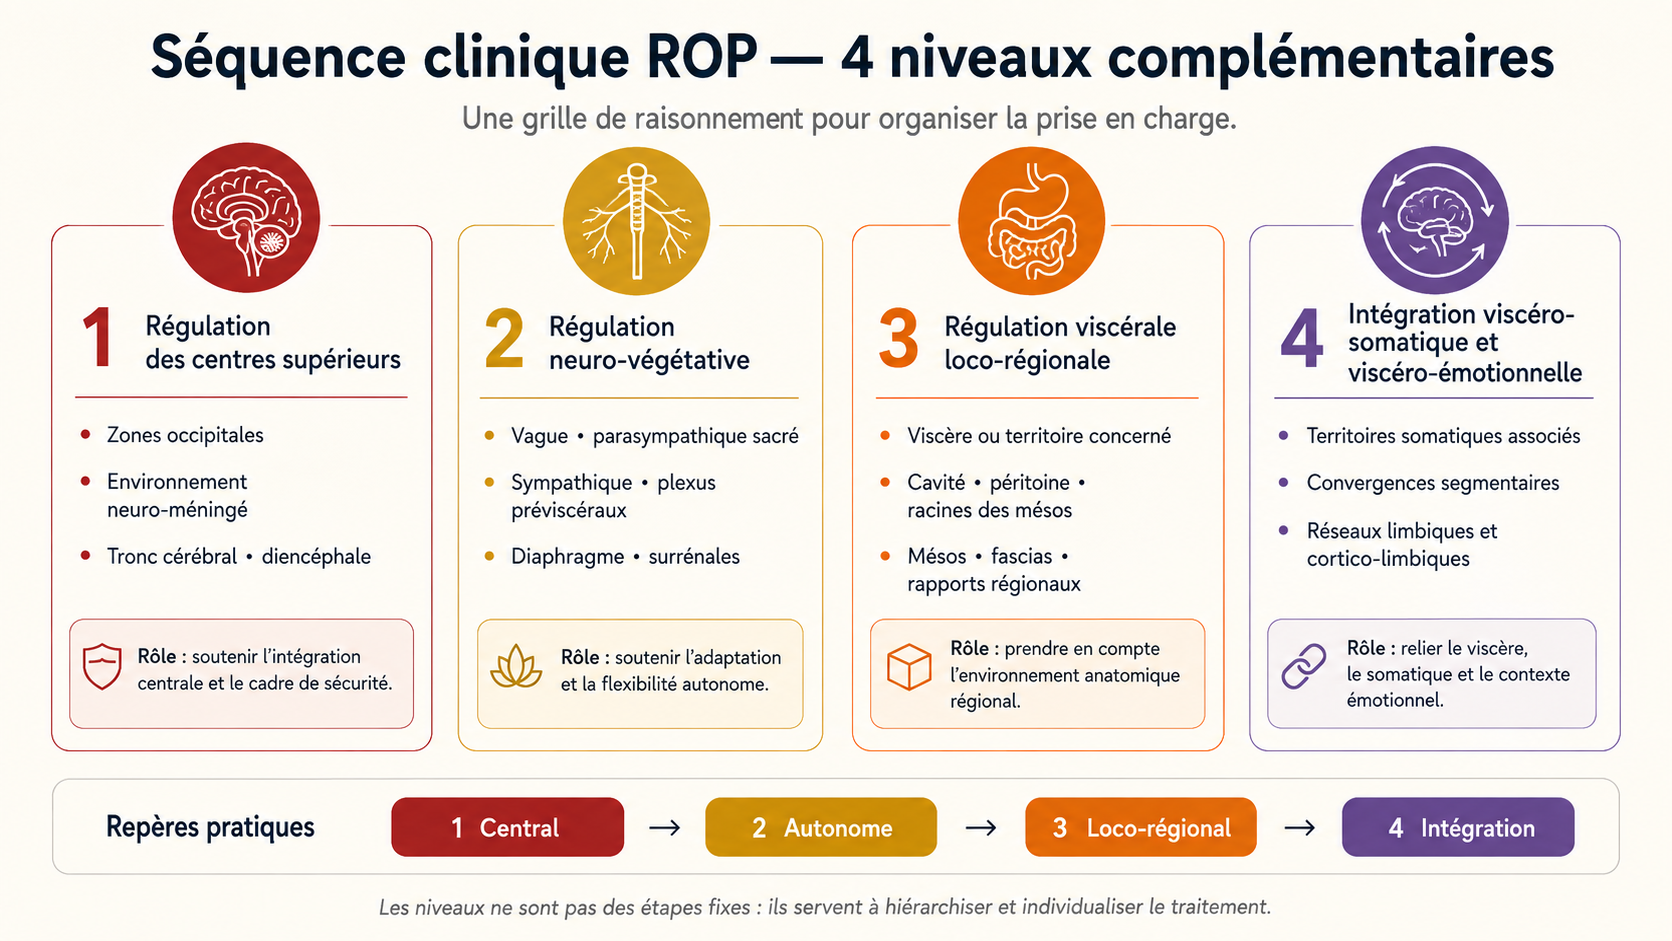 Séquence clinique ROP — 4 niveaux complémentaires
Une grille de raisonnement pour organiser la prise en charge.
1 Régulation
des centres supérieurs
• Zones occipitales
• Environnement
neuro-méningé
• Tronc cérébral • diencéphale
Rôle : soutenir l'intégration
centrale et le cadre de sécurité.
2 Régulation
neuro-végétative
• Vague • parasympathique sacré
• Sympathique • plexus
préviscéraux
• Diaphragme • surrénales
Rôle : soutenir l'adaptation
et la flexibilité autonome.
3 Régulation viscérale
loco-régionale
• Viscère ou territoire concerné
• Cavité • péritoine •
racines des mésos
• Mésos • fascias •
rapports régionaux
Rôle : prendre en compte
l'environnement anatomique
régional.
4 Intégration viscéro-
somatique et
viscéro-émotionnelle
• Territoires somatiques associés
• Convergences segmentaires
• Réseaux limbiques et
cortico-limbiques
Rôle : relier le viscère,
le somatique et le contexte
émotionnel.
Repères pratiques
1 Central → 2 Autonome → 3 Loco-régional → 4 Intégration
Les niveaux ne sont pas des étapes fixes : ils servent à hiérarchiser et individualiser le traitement.